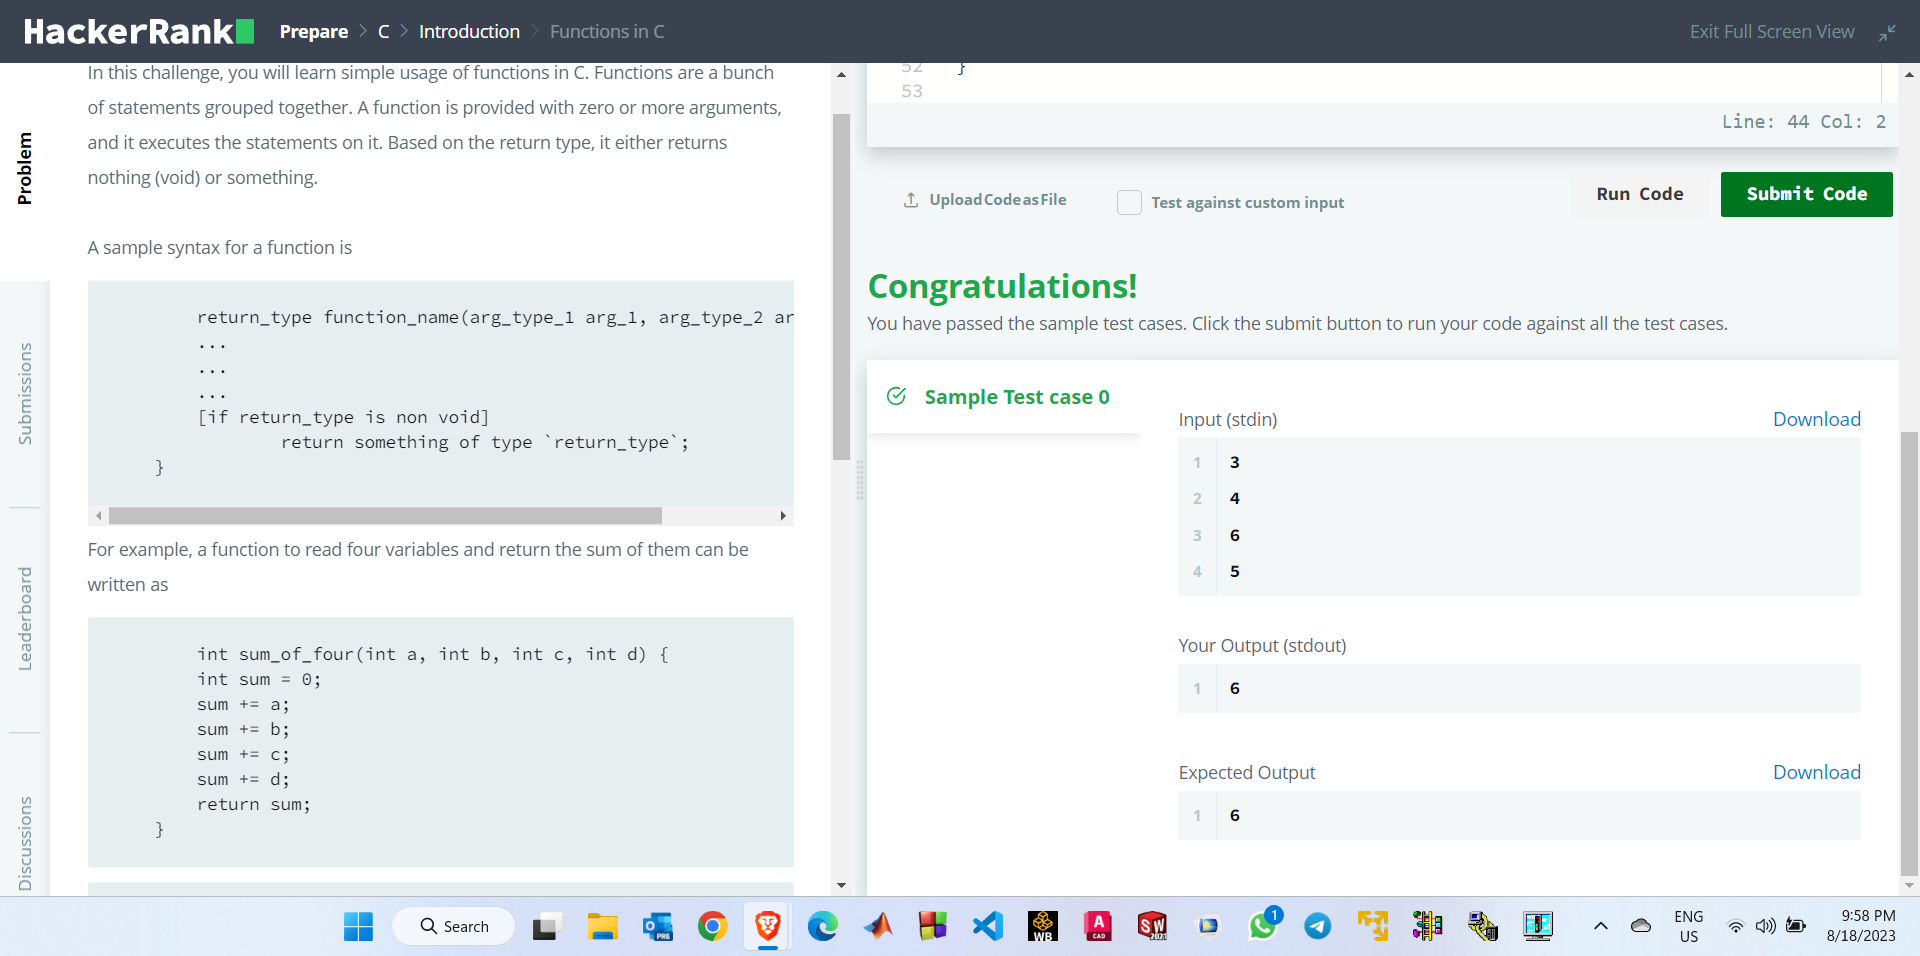 HackerRank
Prepare > C > Introduction > Functions in C
Exit Full Screen View
Problem
Submissions
Leaderboard
Discussions
In this challenge, you will learn simple usage of functions in C. Functions are a bunch
of statements grouped together. A function is provided with zero or more arguments,
and it executes the statements on it. Based on the return type, it either returns
nothing (void) or something.
A sample syntax for a function is
return_type function_name(arg_type_1 arg_1, arg_type_2 ar
...
...
...
[if return_type is non void]
return something of type `return_type`;
}
For example, a function to read four variables and return the sum of them can be
written as
int sum_of_four(int a, int b, int c, int d) {
int sum = 0;
sum += a;
sum += b;
sum += c;
sum += d;
return sum;
}
52 }
53
Line: 44 Col: 2
Upload Code as File
Test against custom input
Run Code
Submit Code
Congratulations!
You have passed the sample test cases. Click the submit button to run your code against all the test cases.
Sample Test case 0
Input (stdin)
Download
1 3
2 4
3 6
4 5
Your Output (stdout)
1 6
Expected Output
Download
1 6
Search
PRE
WB
A
CAD
SW
2021
1
ENG
US
9:58 PM
8/18/2023